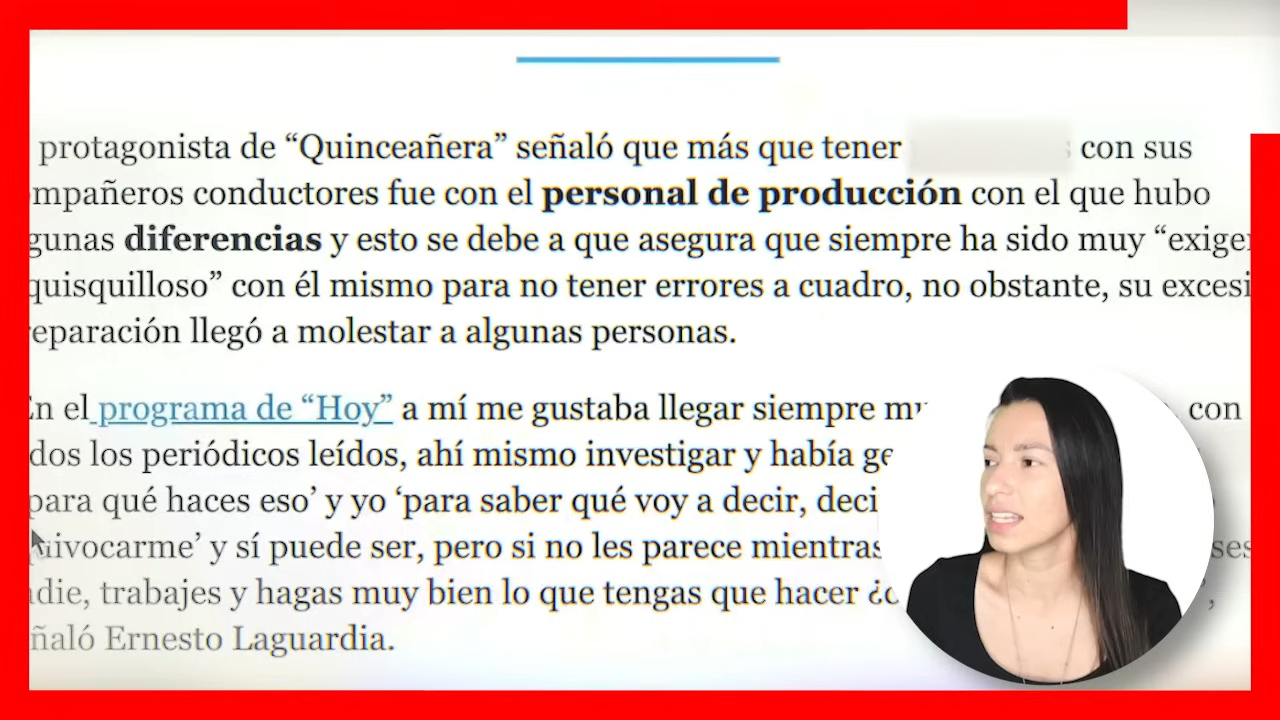 protagonista de “Quinceañera” señaló que más que tener con sus
ompañeros conductores fue con el personal de producción con el que hubo
gunas diferencias y esto se debe a que asegura que siempre ha sido muy “exige
quisquilloso” con él mismo para no tener errores a cuadro, no obstante, su excesi
reparación llegó a molestar a algunas personas.
En el programa de “Hoy” a mí me gustaba llegar siempre con
dos los periódicos leídos, ahí mismo investigar y había ge
para qué haces eso’ y yo ‘para saber qué voy a decir, deci
uivocarme’ y sí puede ser, pero si no les parece mientras
die, trabajes y hagas muy bien lo que tengas que hacer
ñaló Ernesto Laguardia.